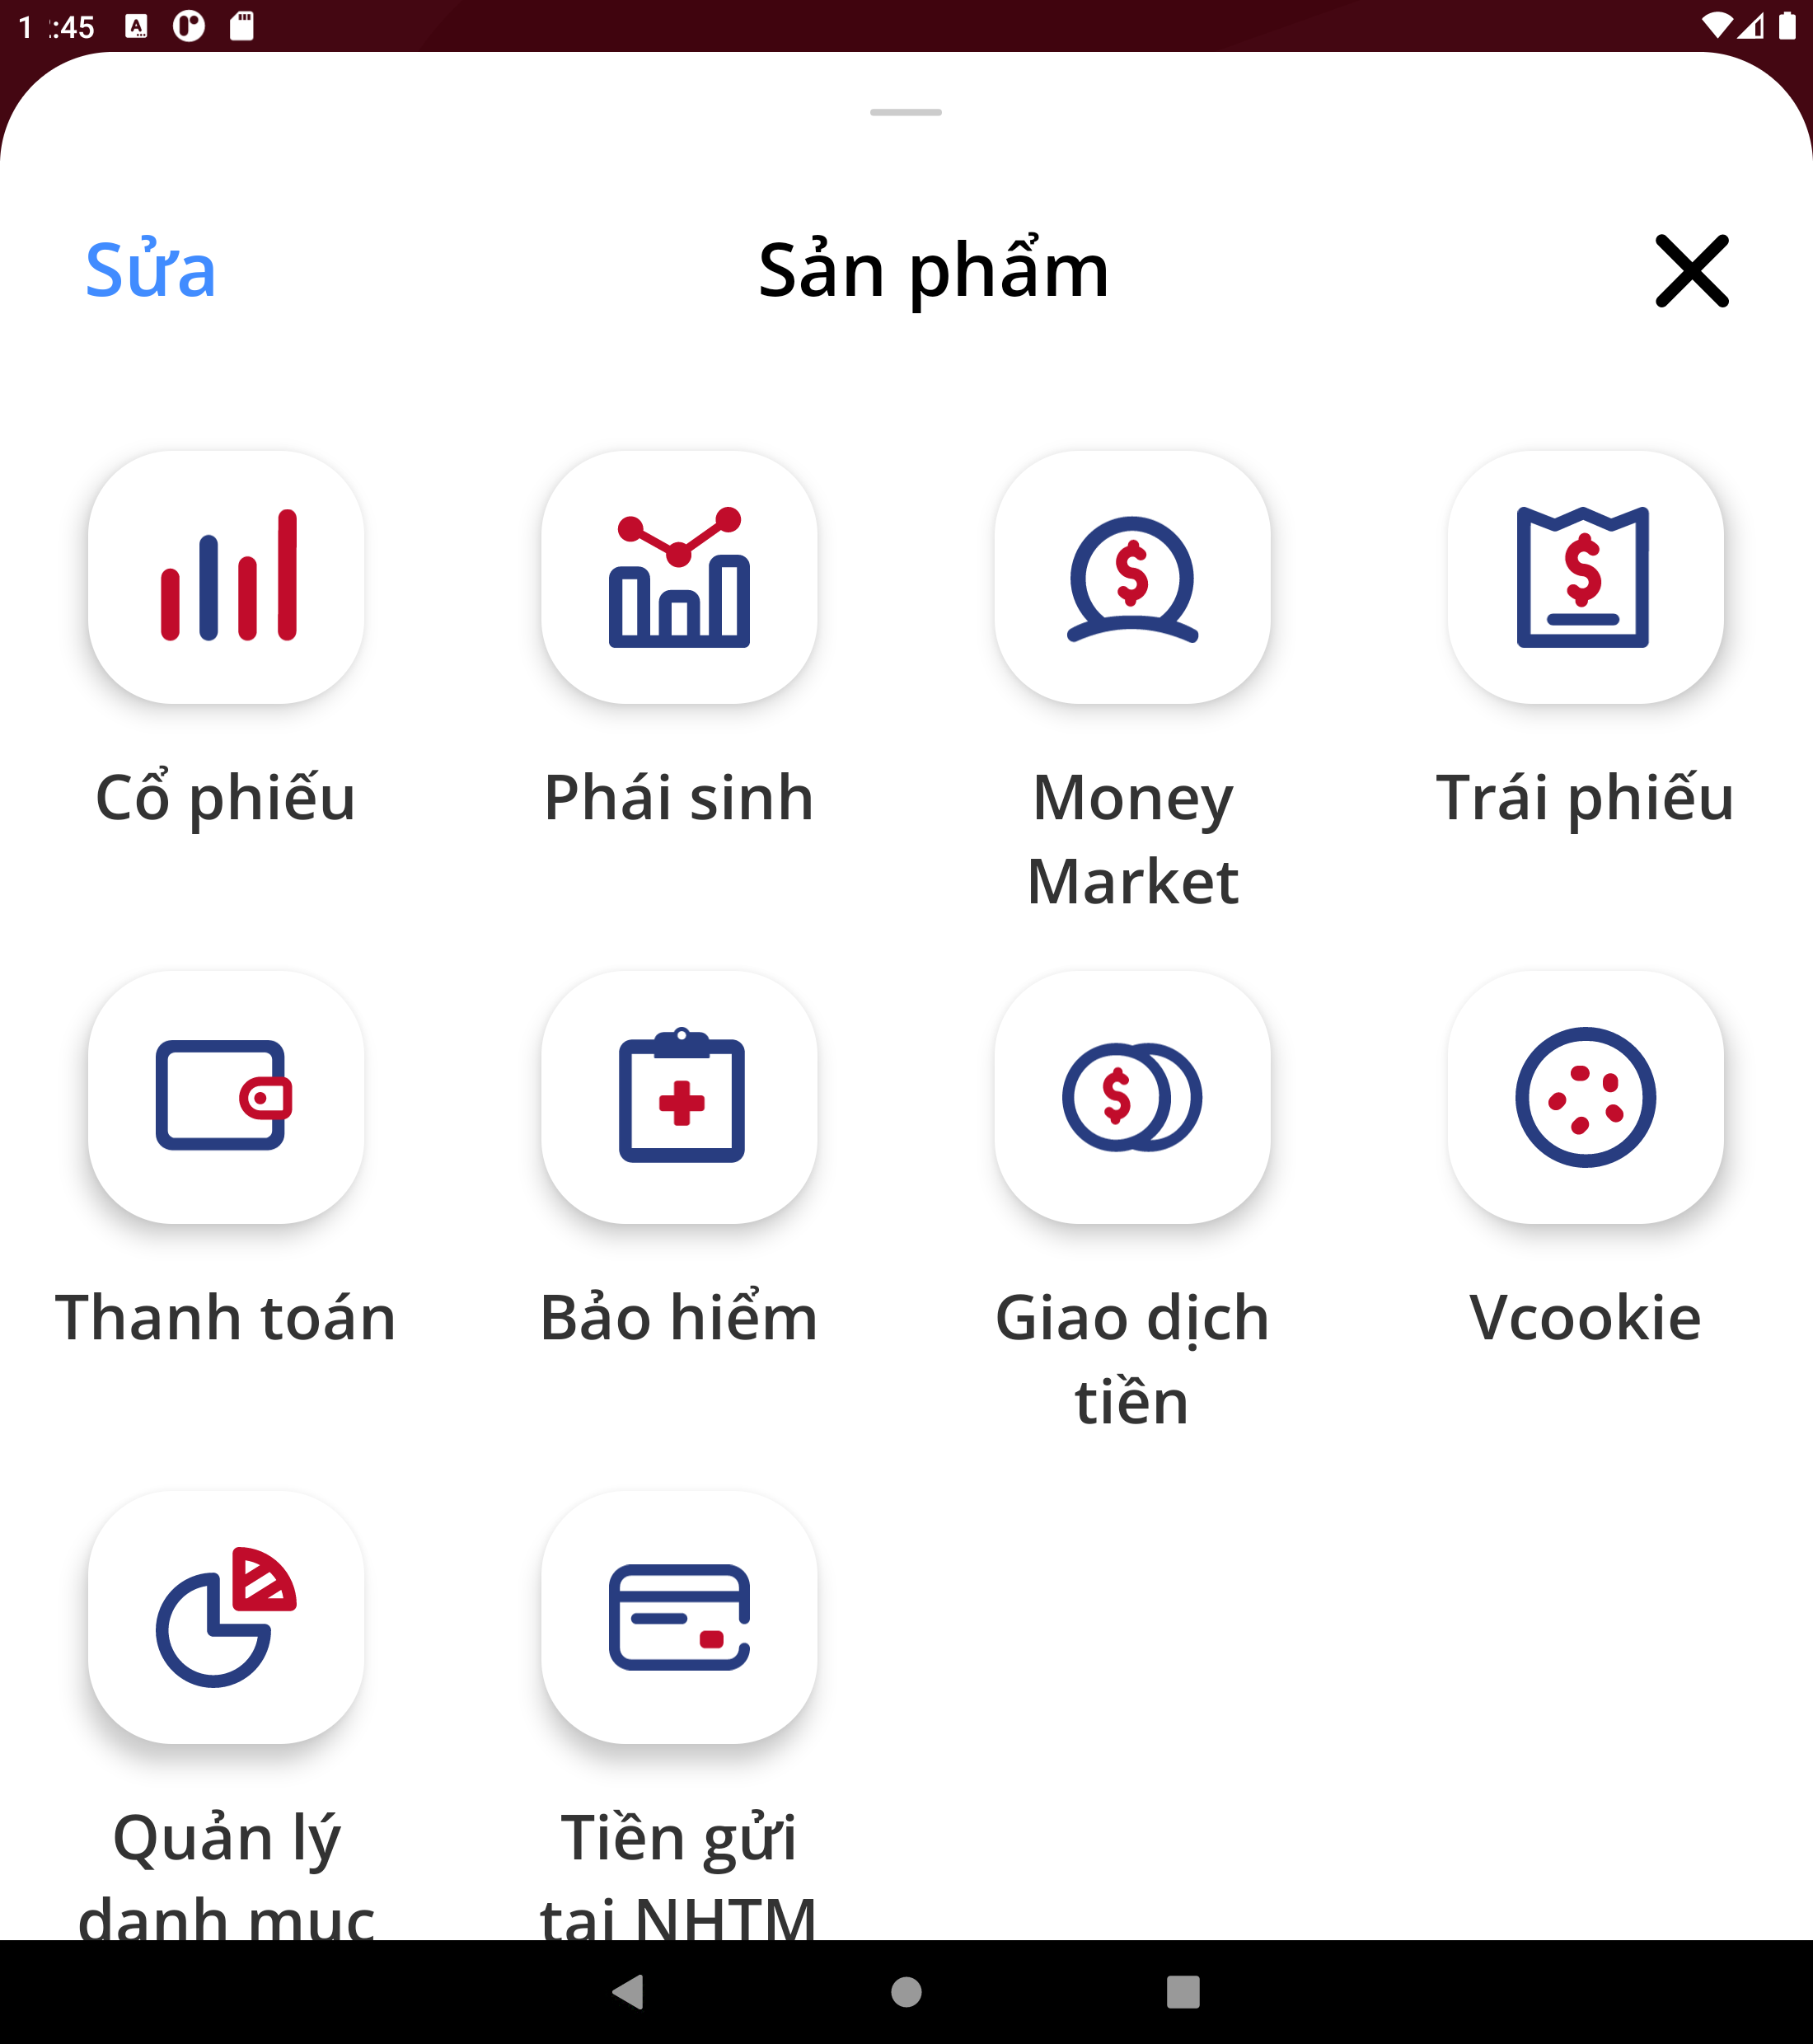 :45
Sửa Sản phẩm
Cổ phiếu Phái sinh Money Trái phiếu
Market
Thanh toán Bảo hiểm Giao dịch Vcookie
tiền
Quản lý Tiền gửi
danh mục tại NHTM